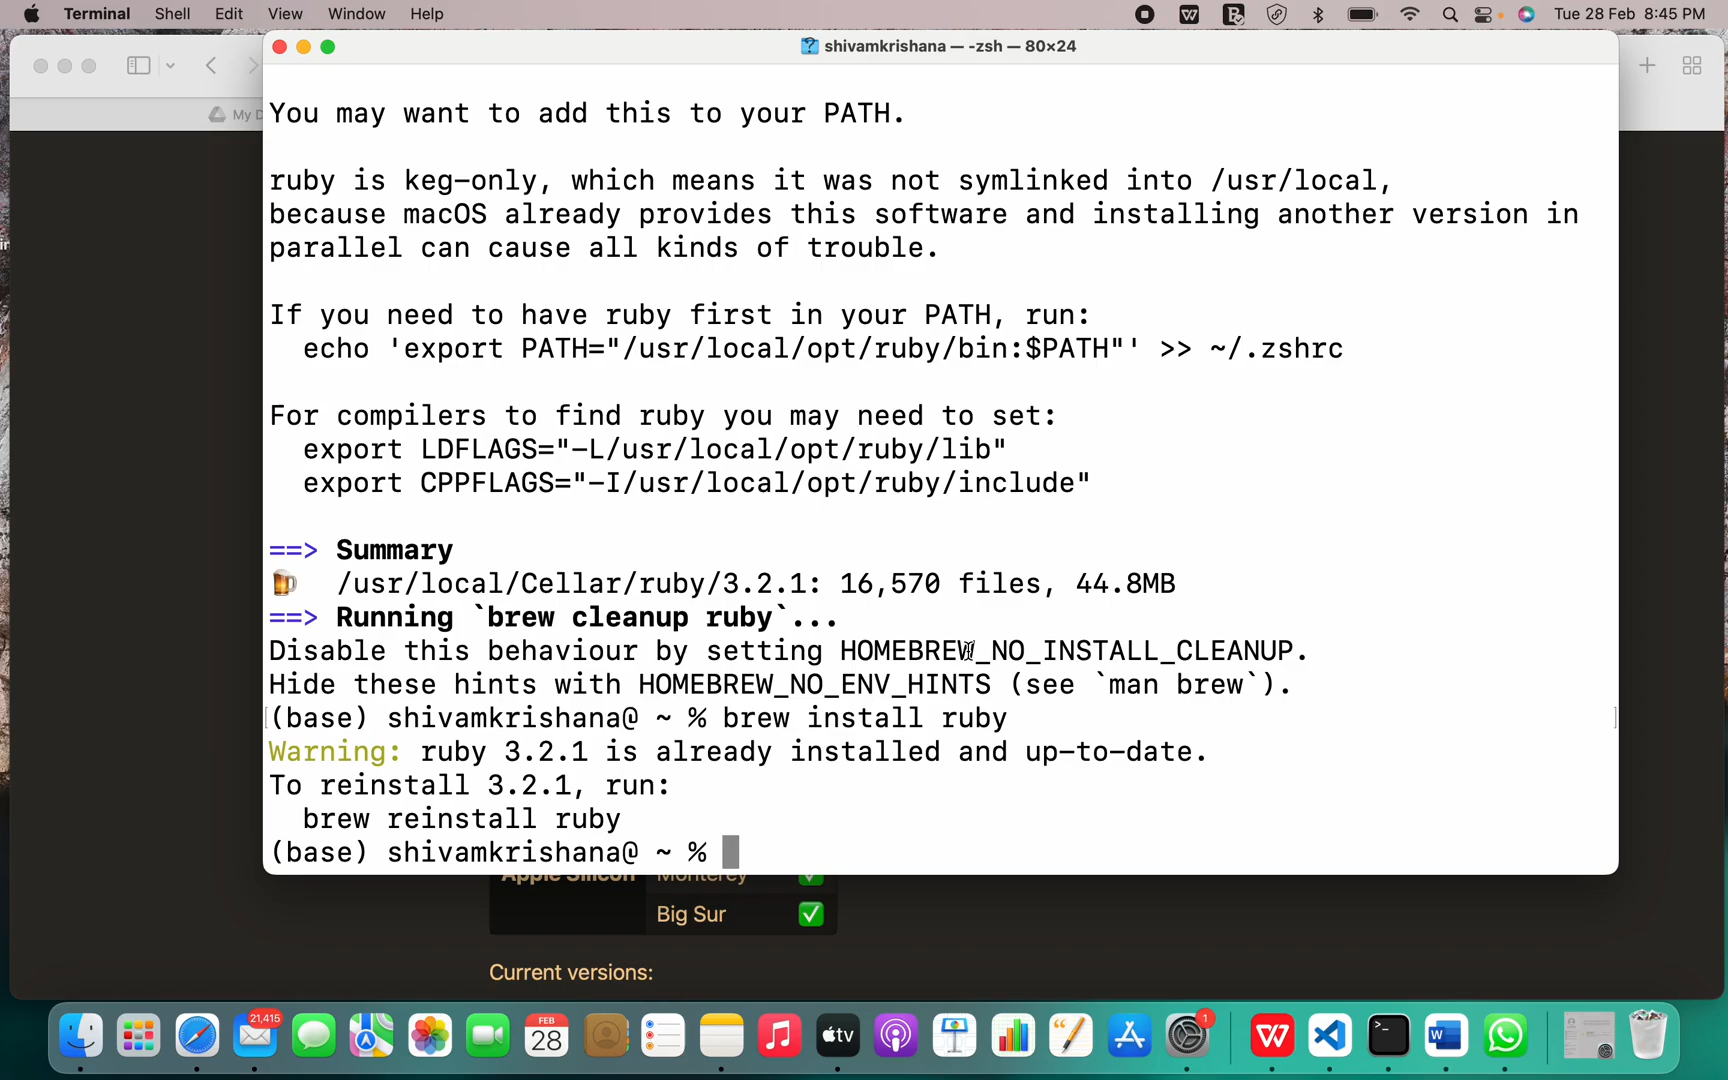 Terminal Shell Edit View Window Help
Tue 28 Feb 8:45 PM
shivamkrishana — -zsh — 80×24
My D
You may want to add this to your PATH.
ruby is keg-only, which means it was not symlinked into /usr/local,
because macOS already provides this software and installing another version in
parallel can cause all kinds of trouble.
If you need to have ruby first in your PATH, run:
echo 'export PATH="/usr/local/opt/ruby/bin:$PATH"' >> ~/.zshrc
For compilers to find ruby you may need to set:
export LDFLAGS="-L/usr/local/opt/ruby/lib"
export CPPFLAGS="-I/usr/local/opt/ruby/include"
==> Summary
/usr/local/Cellar/ruby/3.2.1: 16,570 files, 44.8MB
==> Running `brew cleanup ruby`...
Disable this behaviour by setting HOMEBREW_NO_INSTALL_CLEANUP.
Hide these hints with HOMEBREW_NO_ENV_HINTS (see `man brew`).
(base) shivamkrishana@ ~ % brew install ruby
Warning: ruby 3.2.1 is already installed and up-to-date.
To reinstall 3.2.1, run:
brew reinstall ruby
(base) shivamkrishana@ ~ %
Apple Silicon Monterey
Big Sur
Current versions:
21,415
FEB
28
tv
1